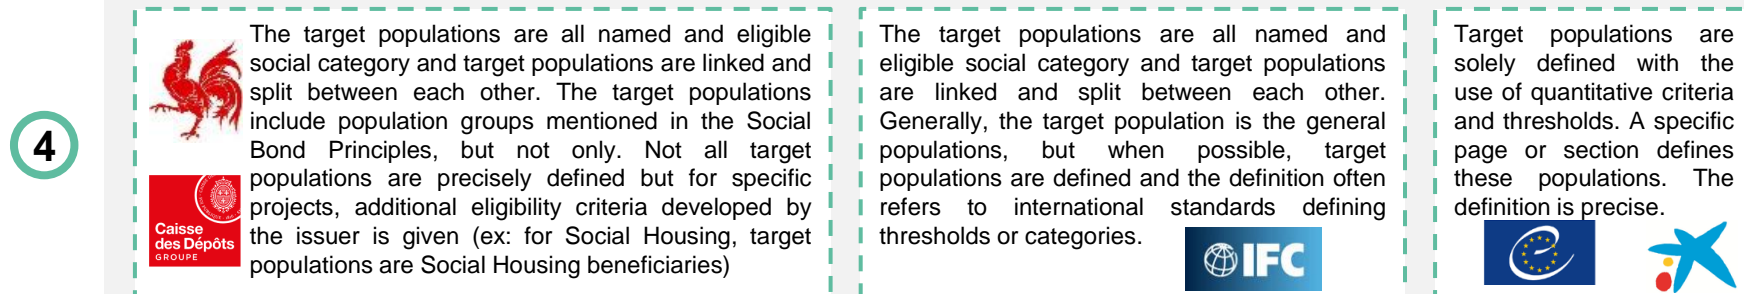 4
The target populations are all named and eligible
social category and target populations are linked and
split between each other. The target populations
include population groups mentioned in the Social
Bond Principles, but not only. Not all target
populations are precisely defined but for specific
projects, additional eligibility criteria developed by
the issuer is given (ex: for Social Housing, target
populations are Social Housing beneficiaries)
Caisse
des Dépôts
GROUPE
The target populations are all named and
eligible social category and target populations
are linked and split between each other.
Generally, the target population is the general
populations, but when possible, target
populations are defined and the definition often
refers to international standards defining
thresholds or categories.
IFC
Target populations are
solely defined with the
use of quantitative criteria
and thresholds. A specific
page or section defines
these populations. The
definition is precise.